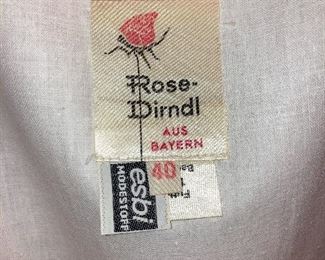 Rose-
Dirndl
AUS
BAYERN
40
esbi
MODESTOFF